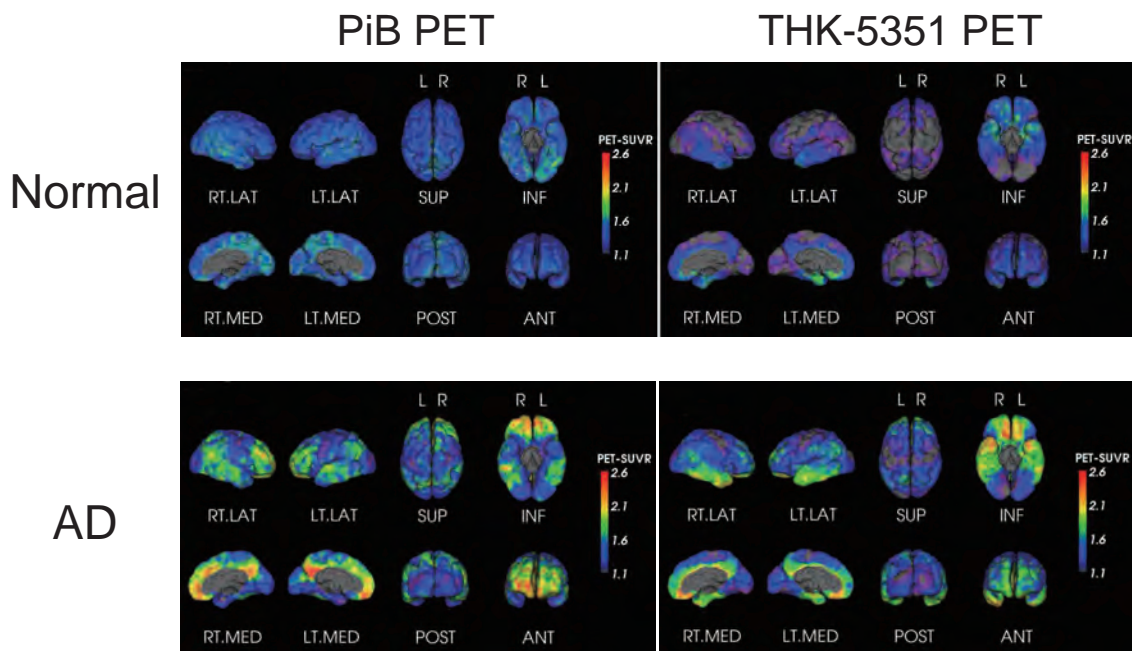 PiB PET
THK-5351 PET
Normal
L R
R L
PET-SUVR
2.6
2.1
1.6
1.1
RT.LAT
LT.LAT
SUP
INF
RT.MED
LT.MED
POST
ANT
L R
R L
PET-SUVR
2.6
2.1
1.6
1.1
RT.LAT
LT.LAT
SUP
INF
RT.MED
LT.MED
POST
ANT
AD
L R
R L
PET-SUVR
2.6
2.1
1.6
1.1
RT.LAT
LT.LAT
SUP
INF
RT.MED
LT.MED
POST
ANT
L R
R L
PET-SUVR
2.6
2.1
1.6
1.1
RT.LAT
LT.LAT
SUP
INF
RT.MED
LT.MED
POST
ANT